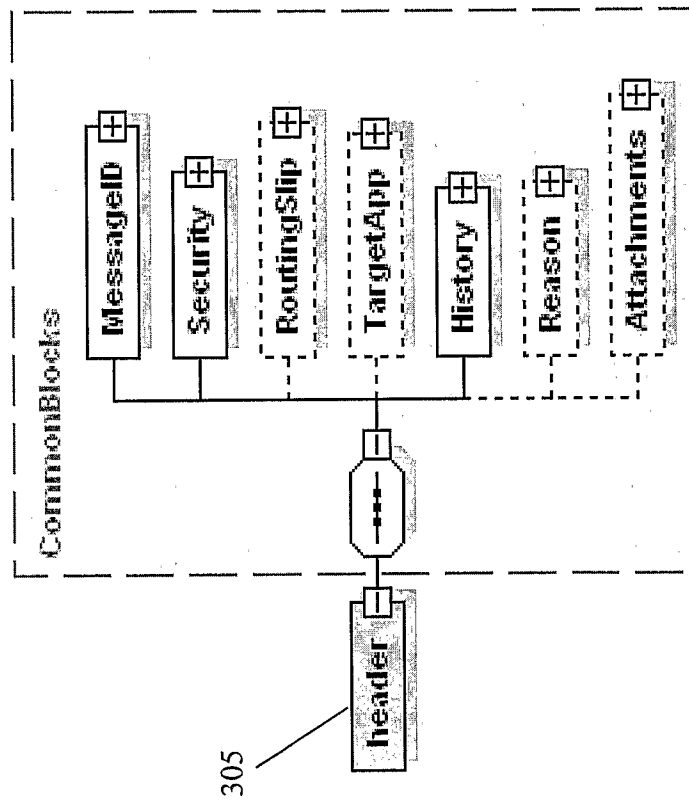 CommonBlocks
MessageID
Security
RoutingSlip
TargetApp
History
Reason
Attachments
header
305